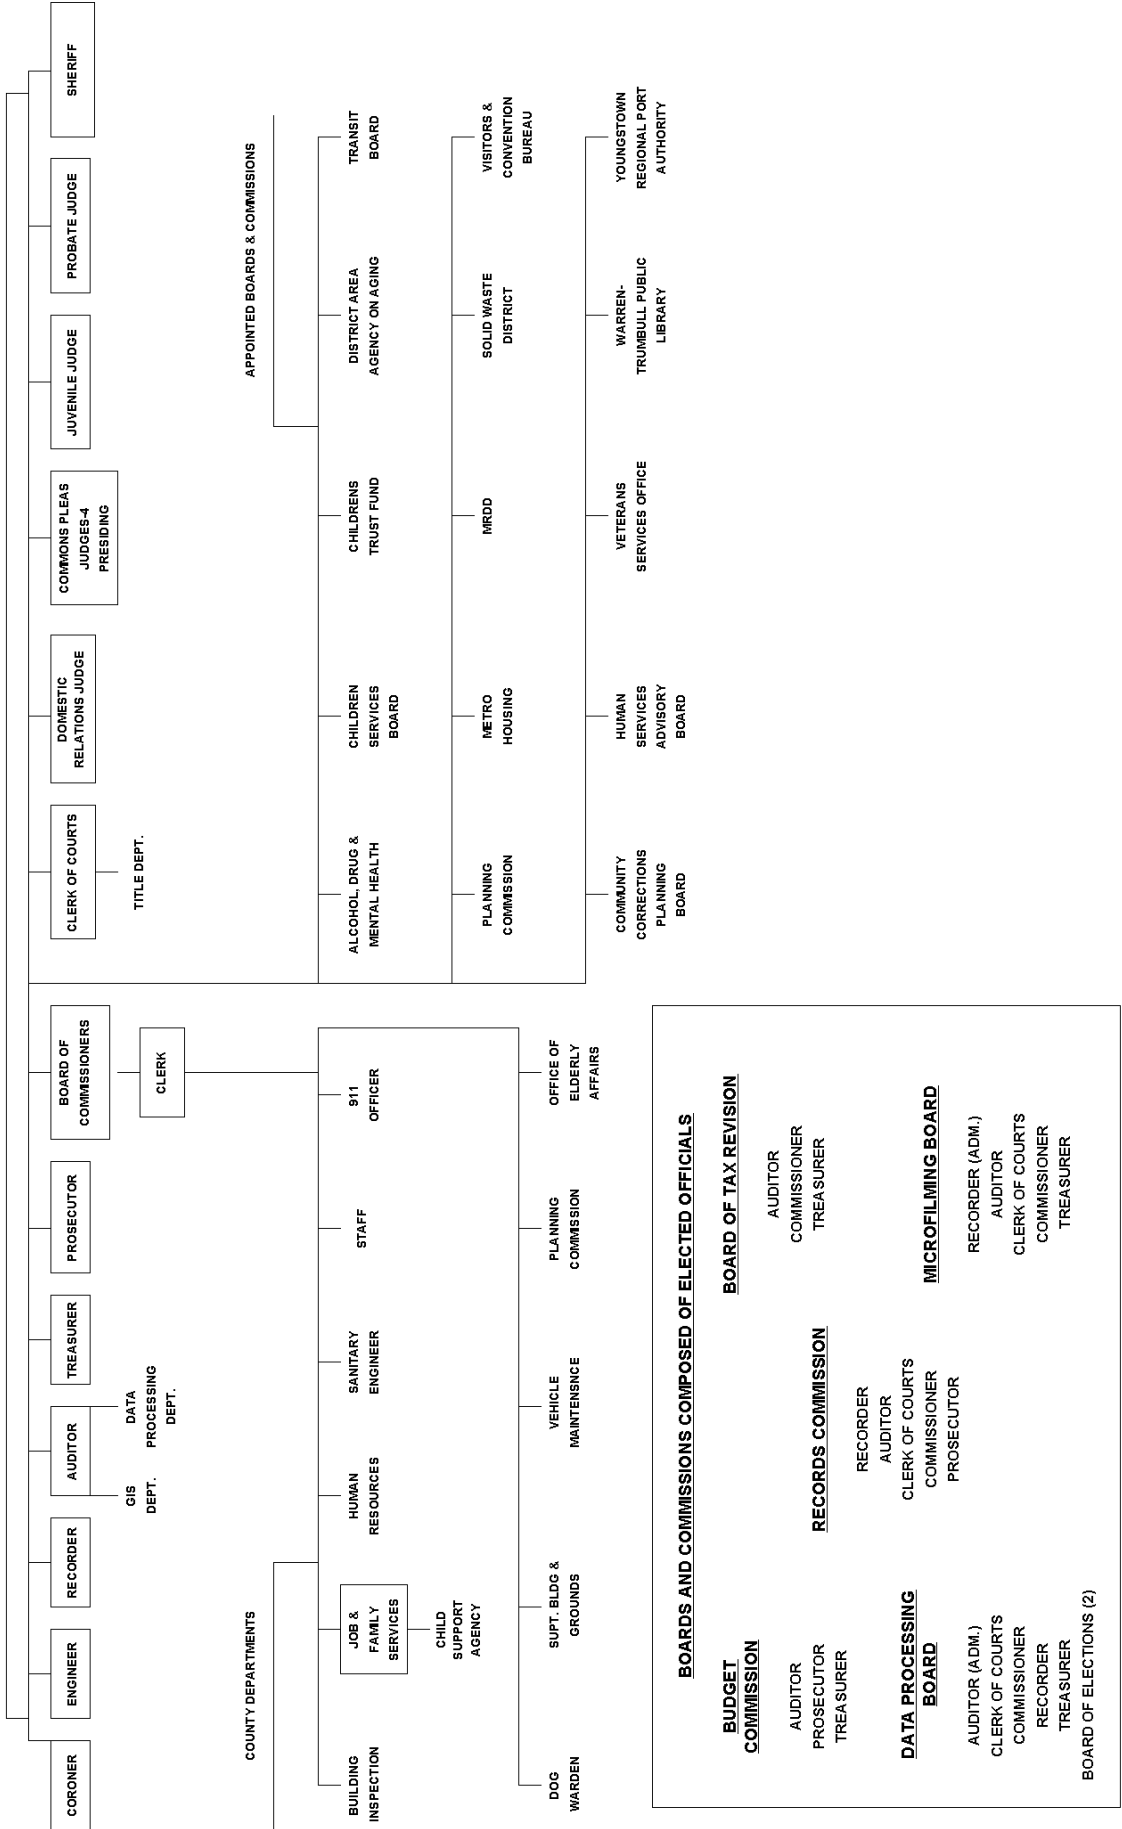 CORONER
ENGINEER
RECORDER
AUDITOR
TREASURER
PROSECUTOR
BOARD OF
COMMISSIONERS
CLERK OF COURTS
DOMESTIC
RELATIONS JUDGE
COMMONS PLEAS
JUDGES-4
PRESIDING
JUVENILE JUDGE
PROBATE JUDGE
SHERIFF
GIS
DEPT.
DATA
PROCESSING
DEPT.
CLERK
TITLE DEPT.
COUNTY DEPARTMENTS
APPOINTED BOARDS & COMMISSIONS
BUILDING
INSPECTION
JOB &
FAMILY
SERVICES
CHILD
SUPPORT
AGENCY
HUMAN
RESOURCES
SANITARY
ENGINEER
STAFF
911
OFFICER
ALCOHOL, DRUG &
MENTAL HEALTH
CHILDREN
SERVICES
BOARD
CHILDRENS
TRUST FUND
DISTRICT AREA
AGENCY ON AGING
TRANSIT
BOARD
PLANNING
COMMISSION
METRO
HOUSING
MRDD
SOLID WASTE
DISTRICT
VISITORS &
CONVENTION
BUREAU
DOG
WARDEN
SUPT. BLDG &
GROUNDS
VEHICLE
MAINTENSNCE
PLANNING
COMMISSION
OFFICE OF
ELDERLY
AFFAIRS
COMMUNITY
CORRECTIONS
PLANNING
BOARD
HUMAN
SERVICES
ADVISORY
BOARD
VETERANS
SERVICES OFFICE
WARREN-
TRUMBULL PUBLIC
LIBRARY
YOUNGSTOWN
REGIONAL PORT
AUTHORITY
BOARDS AND COMMISSIONS COMPOSED OF ELECTED OFFICIALS
BUDGET
COMMISSION
AUDITOR
PROSECUTOR
TREASURER
BOARD OF TAX REVISION
AUDITOR
COMMISSIONER
TREASURER
RECORDS COMMISSION
RECORDER
AUDITOR
CLERK OF COURTS
COMMISSIONER
PROSECUTOR
DATA PROCESSING
BOARD
AUDITOR (ADM.)
CLERK OF COURTS
COMMISSIONER
RECORDER
TREASURER
BOARD OF ELECTIONS (2)
MICROFILMING BOARD
RECORDER (ADM.)
AUDITOR
CLERK OF COURTS
COMMISSIONER
TREASURER